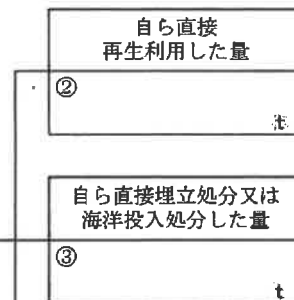 自ら直接
再生利用した量
②
t
自ら直接埋立処分又は
海洋投入処分した量
③
t